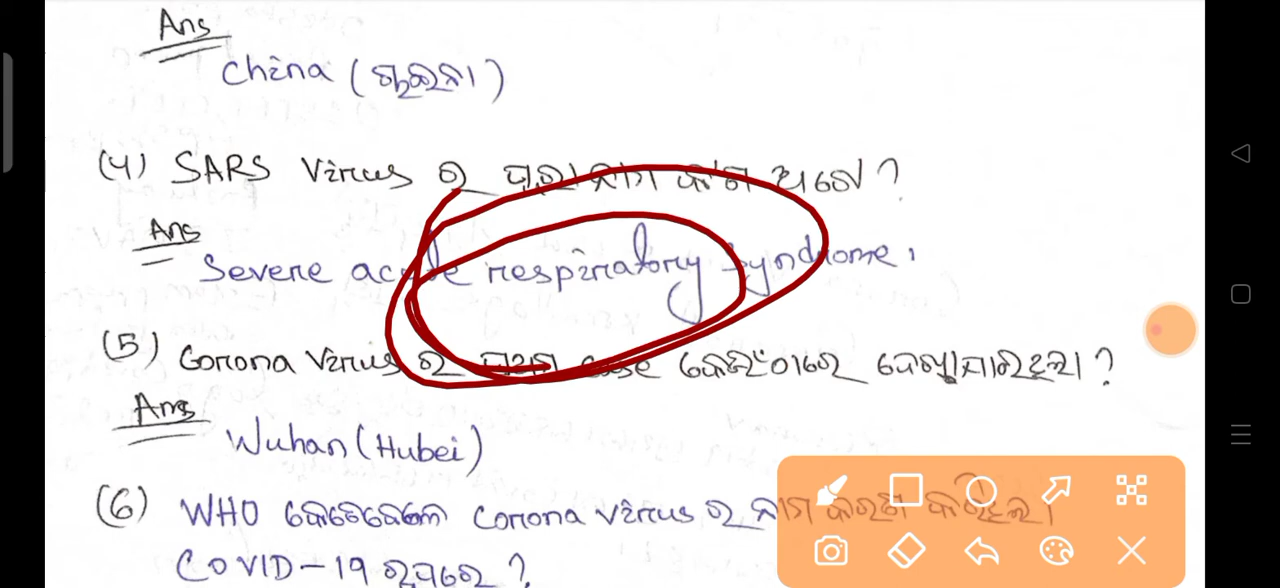 Ans
China (ଚାଇନା)
(4) SARS Virus ର ପୁରା ନାମ କ'ଣ ଅଟେ ?
Ans
Severe acute respiratory syndrome.
(5) Corona Virus ର ପ୍ରଥମ case କେଉଁଠାରେ ଦେଖାଯାଇଥିଲା ?
Ans
Wuhan (Hubei)
(6) WHO କେତେବେଳେ Corona virus ର ନାମ କରଣ କରିଥିଲା
COVID-19 ରୂପରେ ?